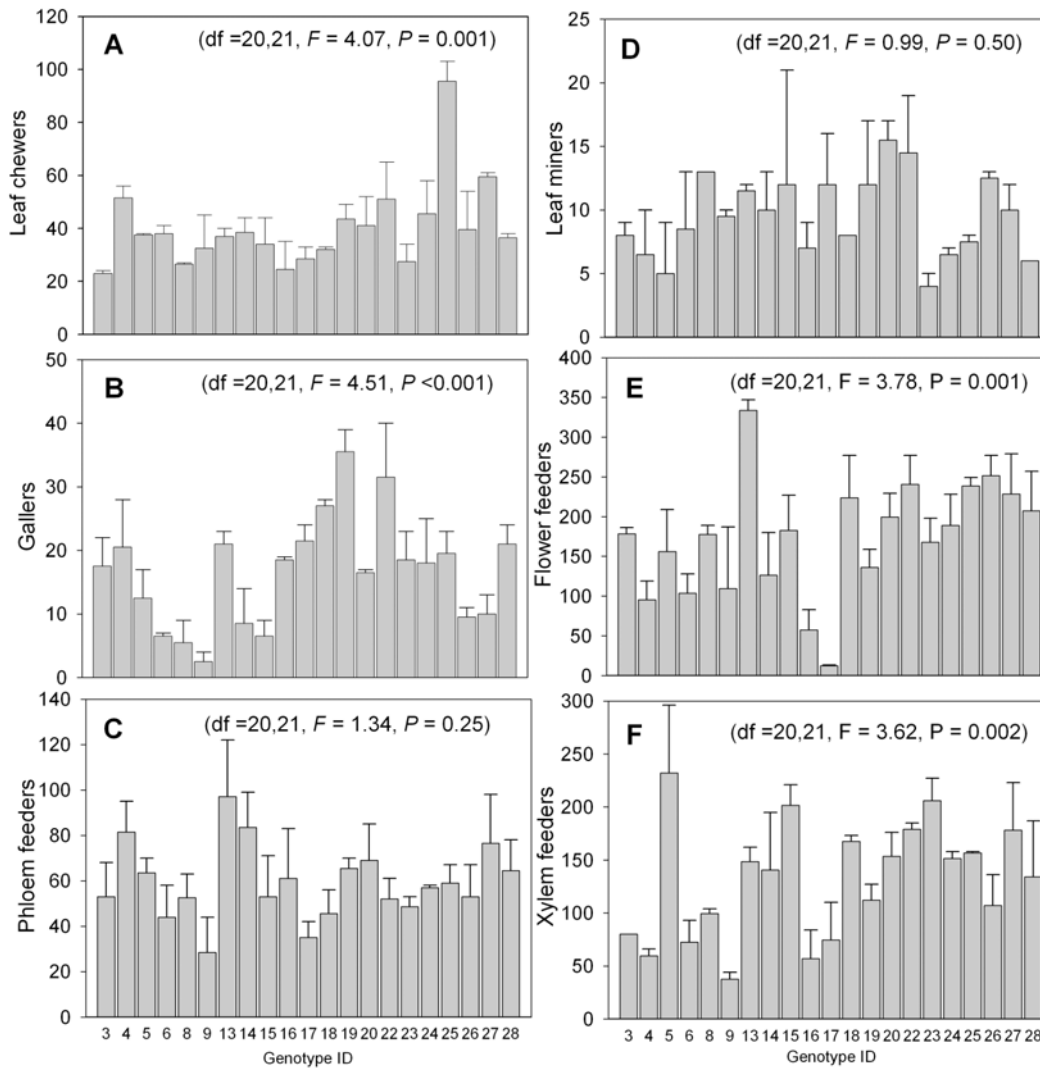 A
(df =20,21, F = 4.07, P = 0.001)
Leaf chewers
120
100
80
60
40
20
0
D
(df =20,21, F = 0.99, P = 0.50)
Leaf miners
25
20
15
10
5
0
B
(df =20,21, F = 4.51, P <0.001)
Gallers
50
40
30
20
10
0
E
(df =20,21, F = 3.78, P = 0.001)
Flower feeders
400
350
300
250
200
150
100
50
0
C
(df =20,21, F = 1.34, P = 0.25)
Phloem feeders
140
120
100
80
60
40
20
0
3 4 5 6 8 9 13 14 15 16 17 18 19 20 22 23 24 25 26 27 28
Genotype ID
F
(df =20,21, F = 3.62, P = 0.002)
Xylem feeders
300
250
200
150
100
50
0
3 4 5 6 8 9 13 14 15 16 17 18 19 20 22 23 24 25 26 27 28
Genotype ID